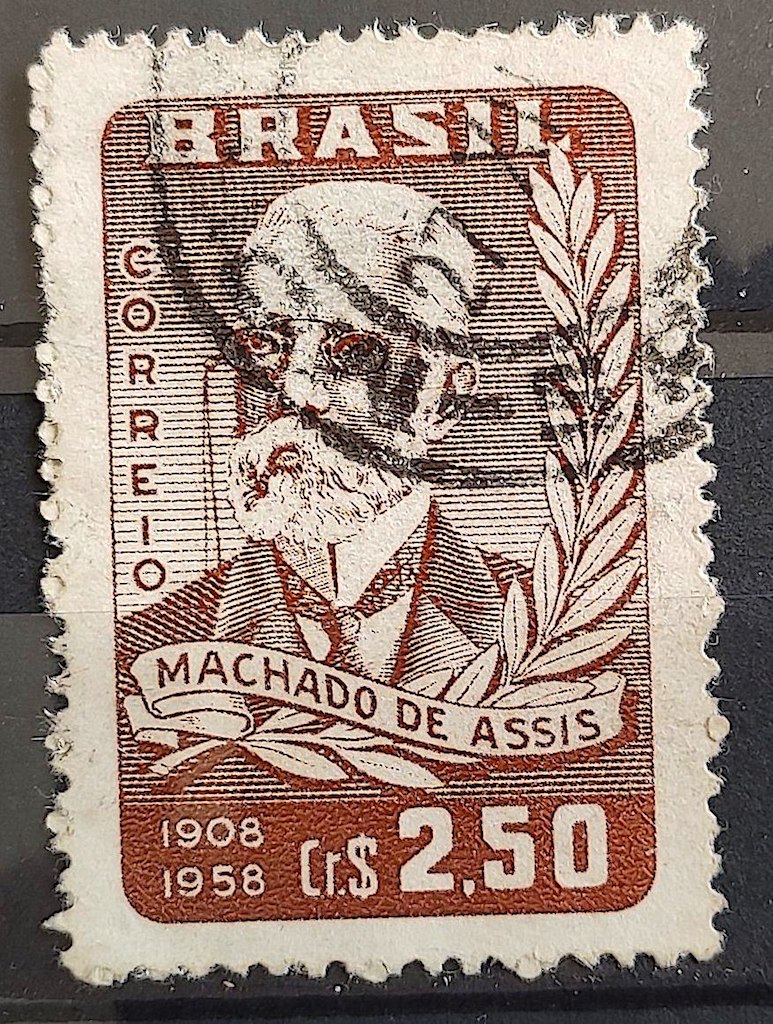 BRASIL
CORREIO
MACHADO DE ASSIS
1908
1958
Cr.$ 2,50